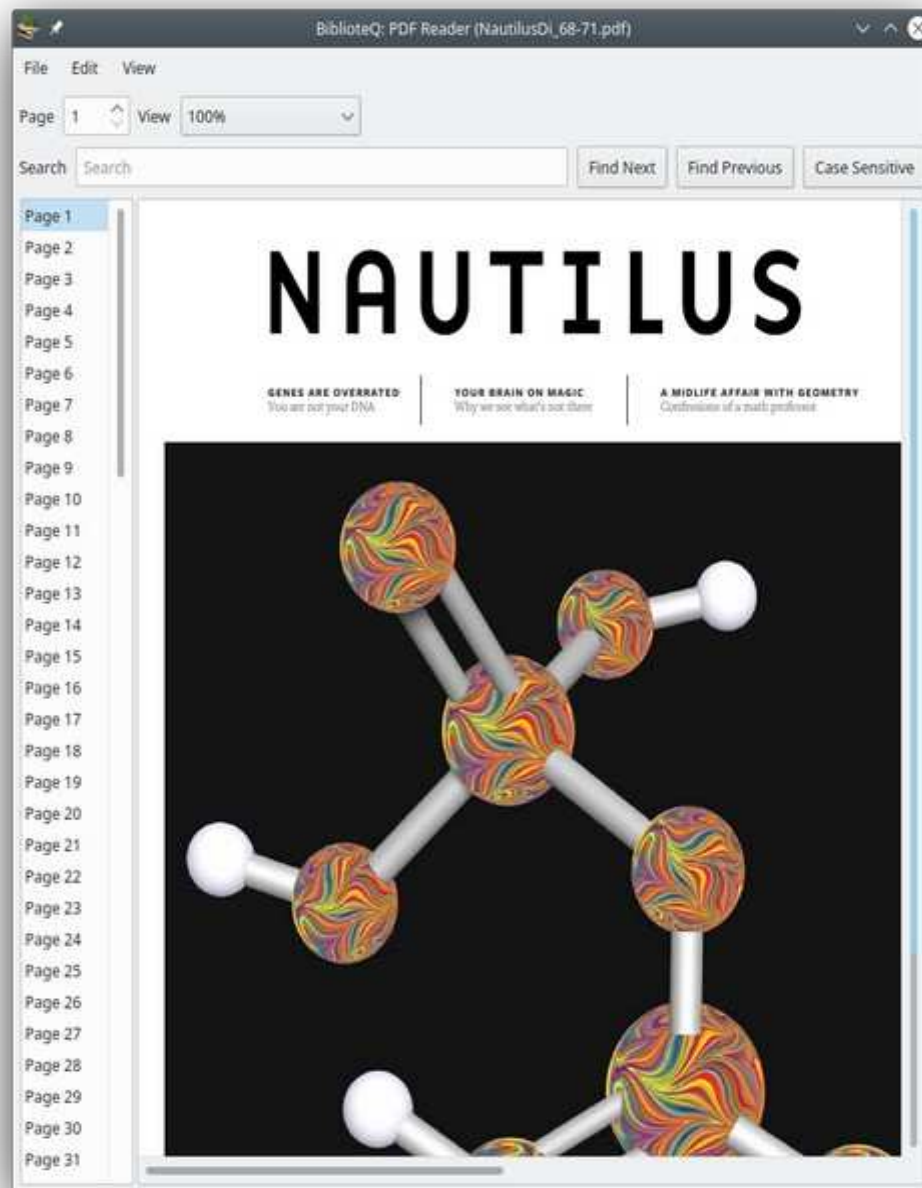 BiblioteQ: PDF Reader (NautilusDi_68-71.pdf)
File Edit View
Page 1 View 100%
Search Search Find Next Find Previous Case Sensitive
Page 1
Page 2
Page 3
Page 4
Page 5
Page 6
Page 7
Page 8
Page 9
Page 10
Page 11
Page 12
Page 13
Page 14
Page 15
Page 16
Page 17
Page 18
Page 19
Page 20
Page 21
Page 22
Page 23
Page 24
Page 25
Page 26
Page 27
Page 28
Page 29
Page 30
Page 31
NAUTILUS
GENES ARE OVERRATED
You are not your DNA
YOUR BRAIN ON MAGIC
Why we see what's not there
A MIDLIFE AFFAIR WITH GEOMETRY
Confessions of a math professor